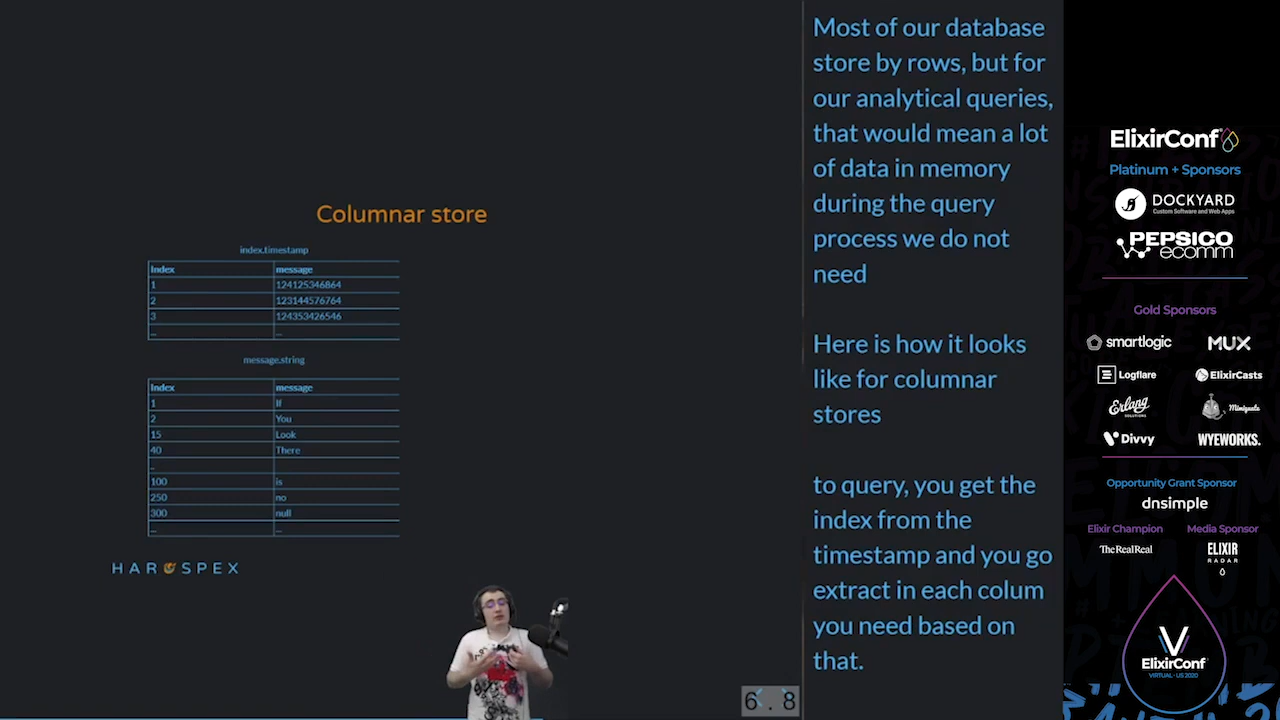 Columnar store
index.timestamp
Index message
1 124125346864
2 123144576764
3 124353426546
... ...
message.string
Index message
1 If
2 You
15 Look
40 There
..
100 is
250 no
300 null
... ...
HARUSPEX
6.8
Most of our database
store by rows, but for
our analytical queries,
that would mean a lot
of data in memory
during the query
process we do not
need
Here is how it looks
like for columnar
stores
to query, you get the
index from the
timestamp and you go
extract in each colum
you need based on
that.
ElixirConf
Platinum + Sponsors
DOCKYARD
Custom Software and Web Apps
PEPSICO
ecomm
Gold Sponsors
smartlogic MUX
Logflare ElixirCasts
Erlang
SOLUTIONS
Mimiquate
Divvy WYEWORKS.
Opportunity Grant Sponsor
dnsimple
Elixir Champion Media Sponsor
TheRealReal ELIXIR
RADAR
V
ElixirConf
VIRTUAL · US 2020